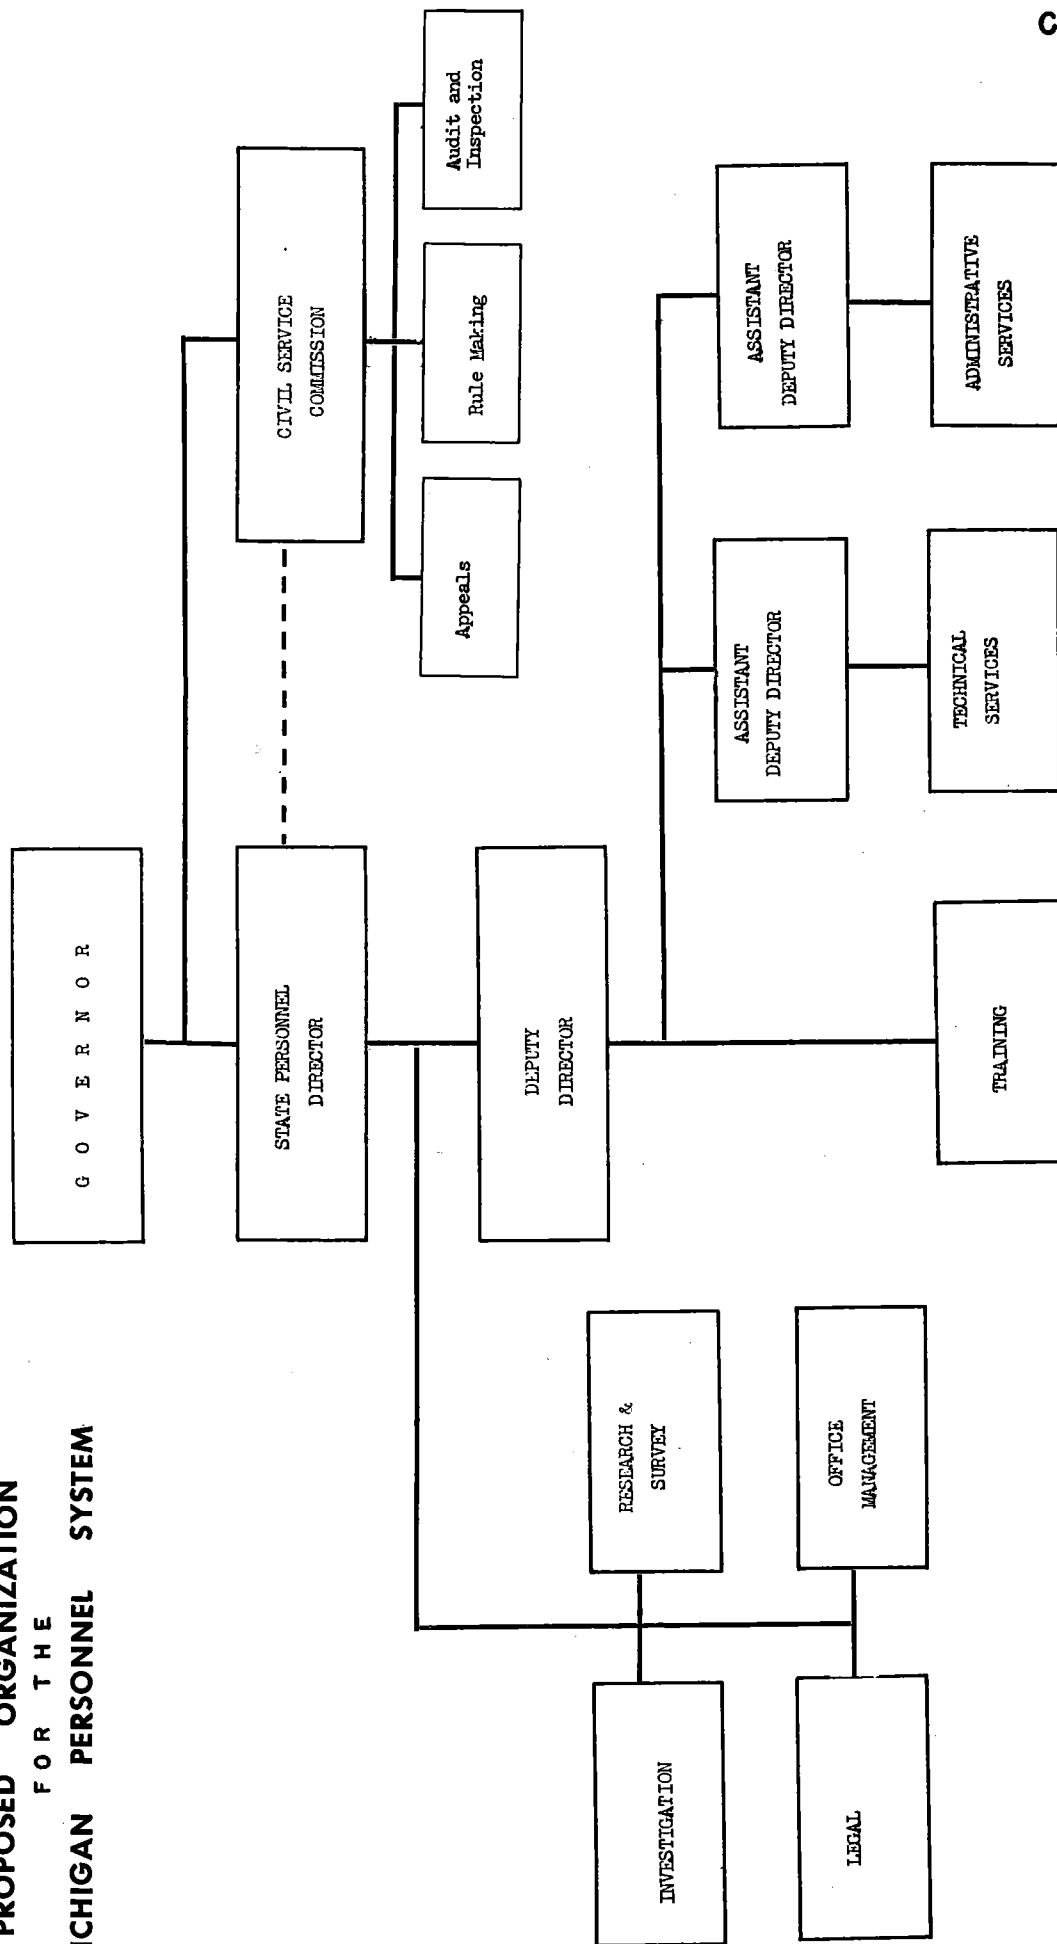 PROPOSED ORGANIZATION
FOR THE
ICHIGAN PERSONNEL SYSTEM
GOVERNOR
STATE PERSONNEL
DIRECTOR
CIVIL SERVICE
COMMISSION
Appeals
Rule Making
Audit and
Inspection
DEPUTY
DIRECTOR
RESEARCH &
SURVEY
INVESTIGATION
OFFICE
MANAGEMENT
LEGAL
ASSISTANT
DEPUTY DIRECTOR
ASSISTANT
DEPUTY DIRECTOR
TRAINING
TECHNICAL
SERVICES
ADMINISTRATIVE
SERVICES
C